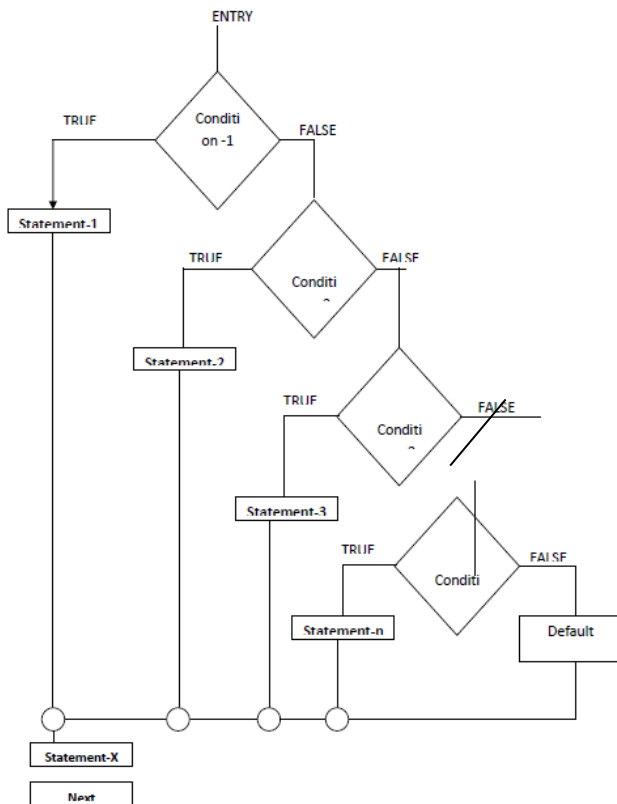 ENTRY
TRUE
Conditi
on -1
FALSE
Statement-1
TRUE
Conditi
FALSE
Statement-2
TRUE
Conditi
FALSE
Statement-3
TRUE
Conditi
FALSE
Statement-n
Default
Statement-X
Next